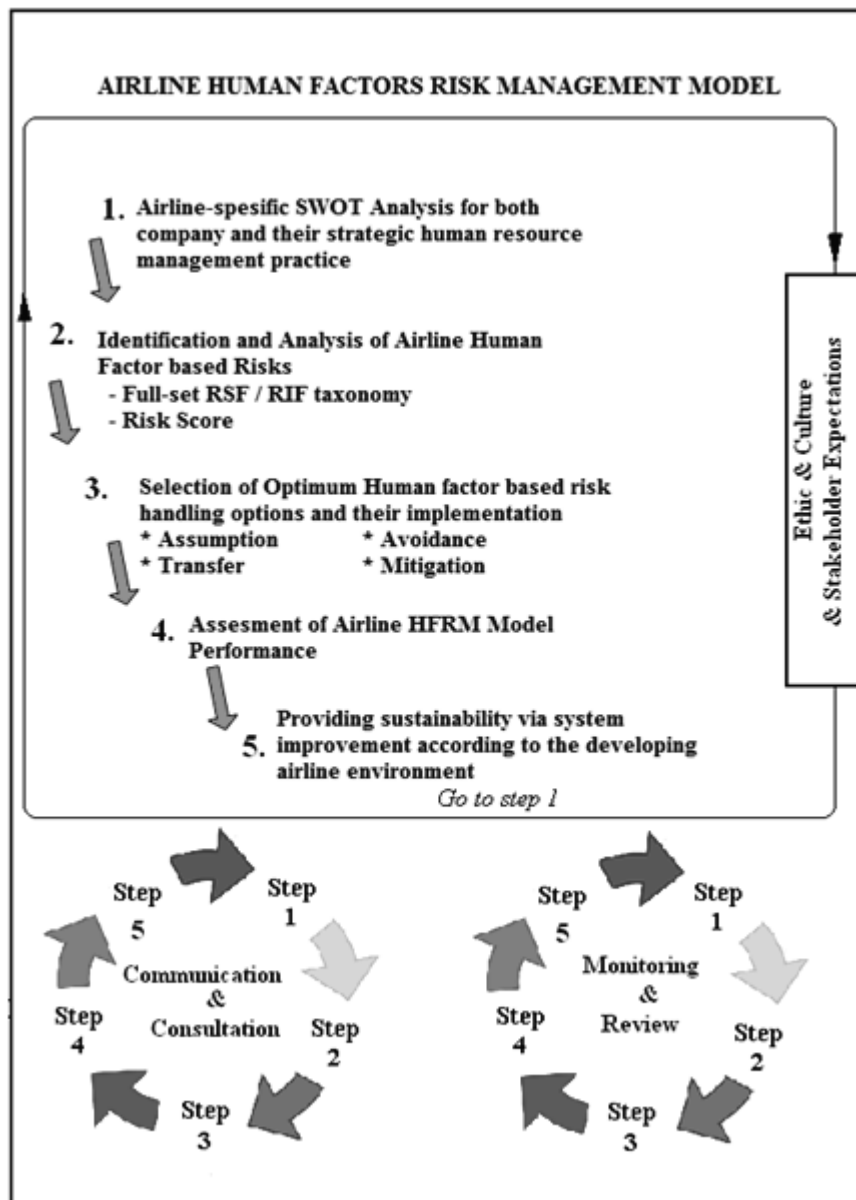 AIRLINE HUMAN FACTORS RISK MANAGEMENT MODEL
1. Airline-spesific SWOT Analysis for both
company and their strategic human resource
management practice
2. Identification and Analysis of Airline Human
Factor based Risks
- Full-set RSF / RIF taxonomy
- Risk Score
3. Selection of Optimum Human factor based risk
handling options and their implementation
* Assumption * Avoidance
* Transfer * Mitigation
4. Assesment of Airline HFRM Model
Performance
Providing sustainability via system
5. improvement according to the developing
airline environment
Go to step 1
Ethic & Culture
& Stakeholder Expectations
Step
1
Step
2
Step
3
Step
4
Step
5
Communication
&
Consultation
Step
1
Step
2
Step
3
Step
4
Step
5
Monitoring
&
Review